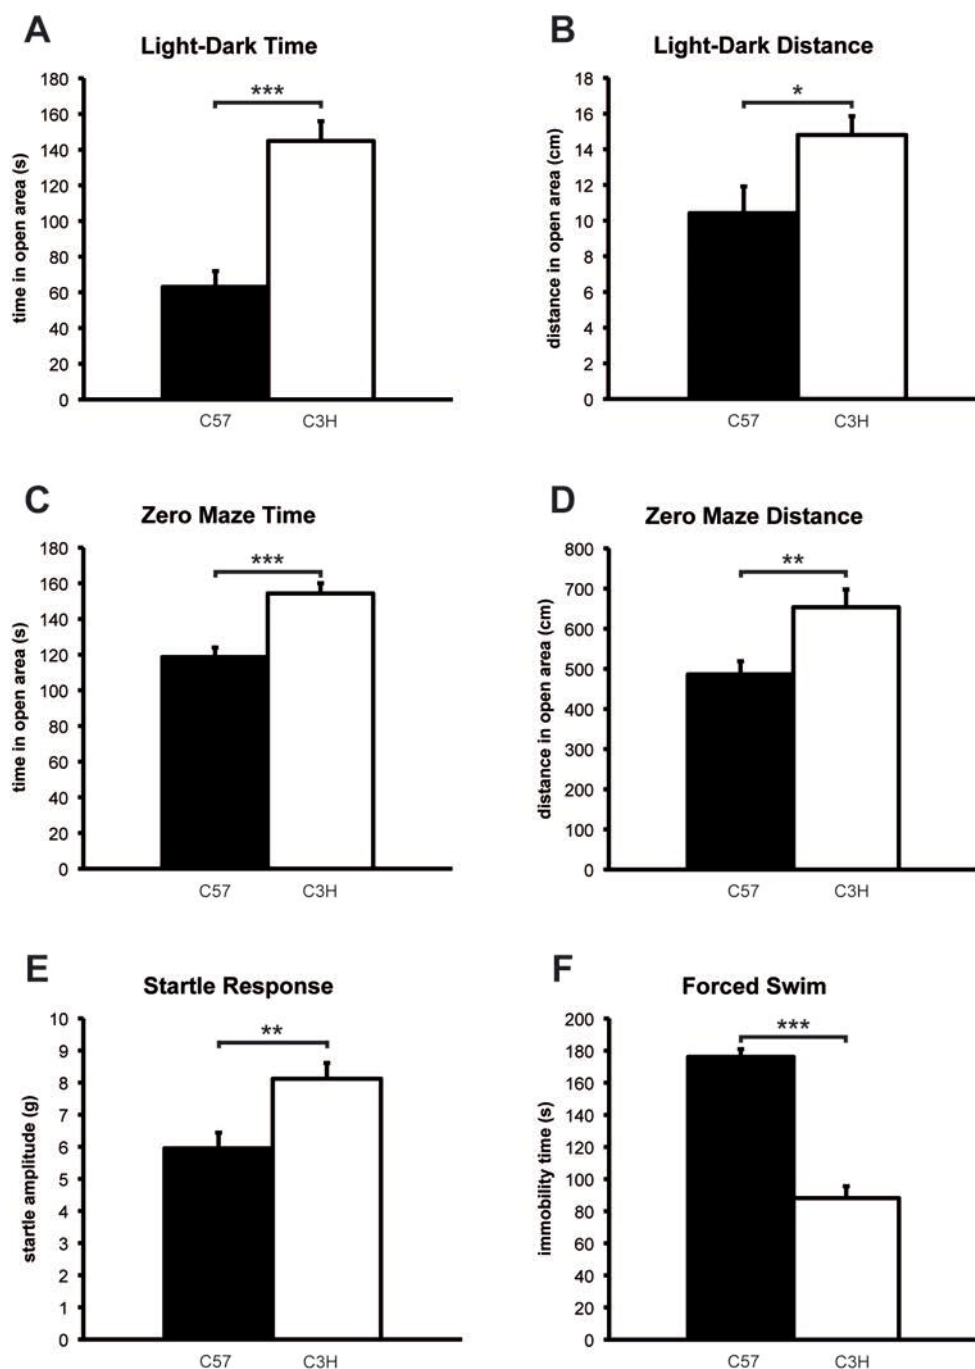 A
Light-Dark Time
time in open area (s)
180
160
140
120
100
80
60
40
20
0
***
C57
C3H
B
Light-Dark Distance
distance in open area (cm)
18
16
14
12
10
8
6
4
2
0
*
C57
C3H
C
Zero Maze Time
time in open area (s)
180
160
140
120
100
80
60
40
20
0
***
C57
C3H
D
Zero Maze Distance
distance in open area (cm)
800
700
600
500
400
300
200
100
0
**
C57
C3H
E
Startle Response
startle amplitude (g)
10
9
8
7
6
5
4
3
2
1
0
**
C57
C3H
F
Forced Swim
immobility time (s)
200
180
160
140
120
100
80
60
40
20
0
***
C57
C3H